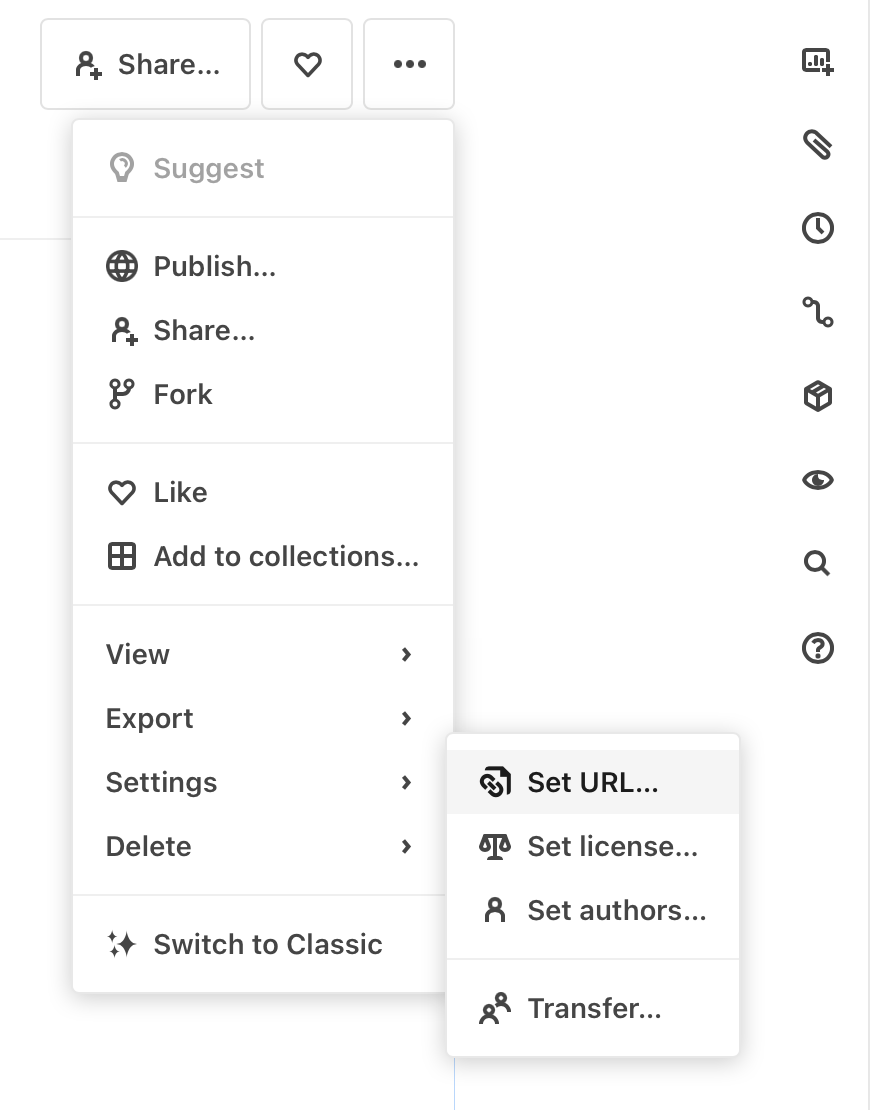 Share...
Suggest
Publish...
Share...
Fork
Like
Add to collections...
View
Export
Settings
Delete
Switch to Classic
Set URL...
Set license...
Set authors...
Transfer...